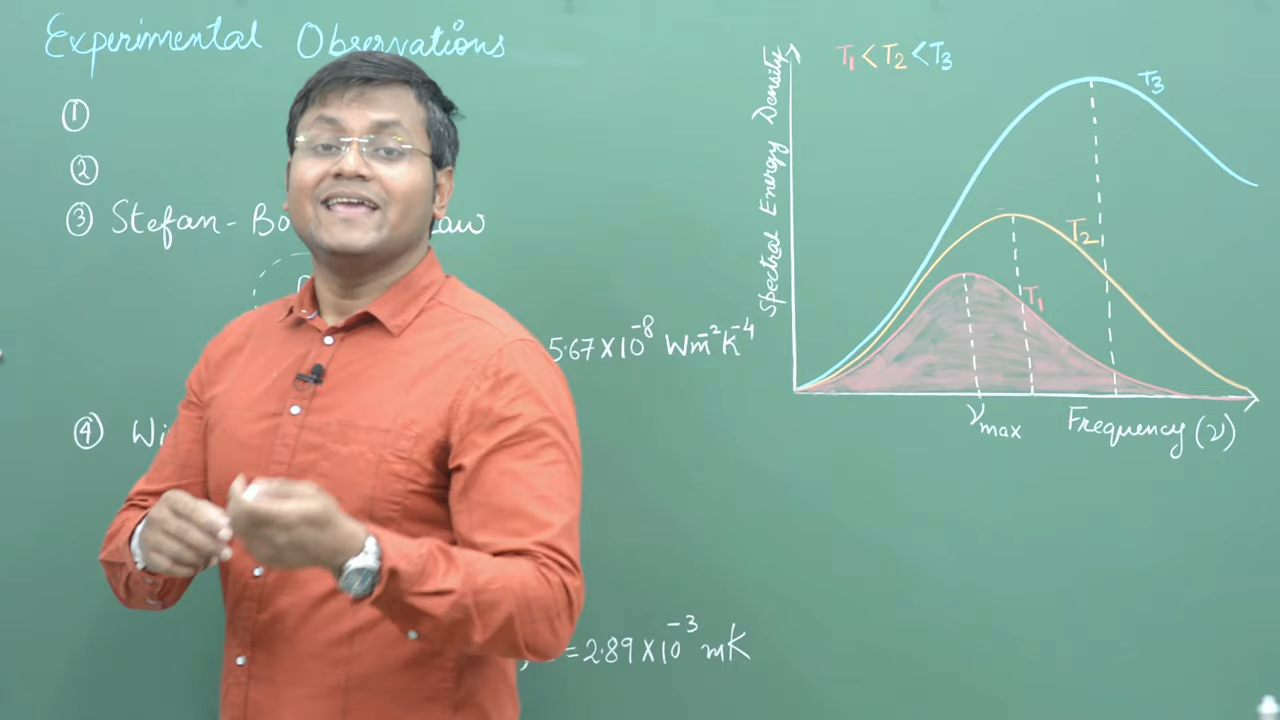 Experimental Observations
①
②
③ Stefan-Bo aw
5.67 X 10⁻⁸ Wm⁻²K⁻⁴
④ Wi
= 2.89 X 10⁻³ mK
T₁ < T₂ < T₃
Spectral Energy Density
T₃
T₂
T₁
νmax
Frequency (ν)